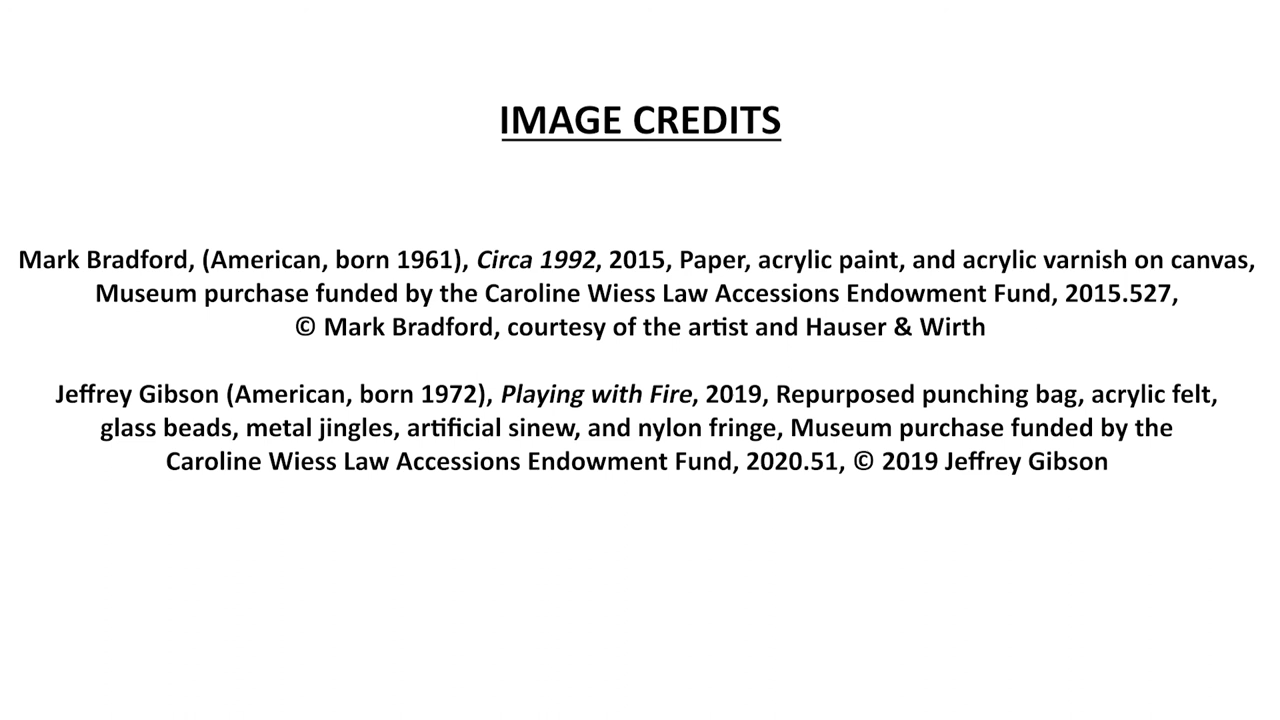 IMAGE CREDITS
Mark Bradford, (American, born 1961), Circa 1992, 2015, Paper, acrylic paint, and acrylic varnish on canvas,
Museum purchase funded by the Caroline Wiess Law Accessions Endowment Fund, 2015.527,
© Mark Bradford, courtesy of the artist and Hauser & Wirth
Jeffrey Gibson (American, born 1972), Playing with Fire, 2019, Repurposed punching bag, acrylic felt,
glass beads, metal jingles, artificial sinew, and nylon fringe, Museum purchase funded by the
Caroline Wiess Law Accessions Endowment Fund, 2020.51, © 2019 Jeffrey Gibson